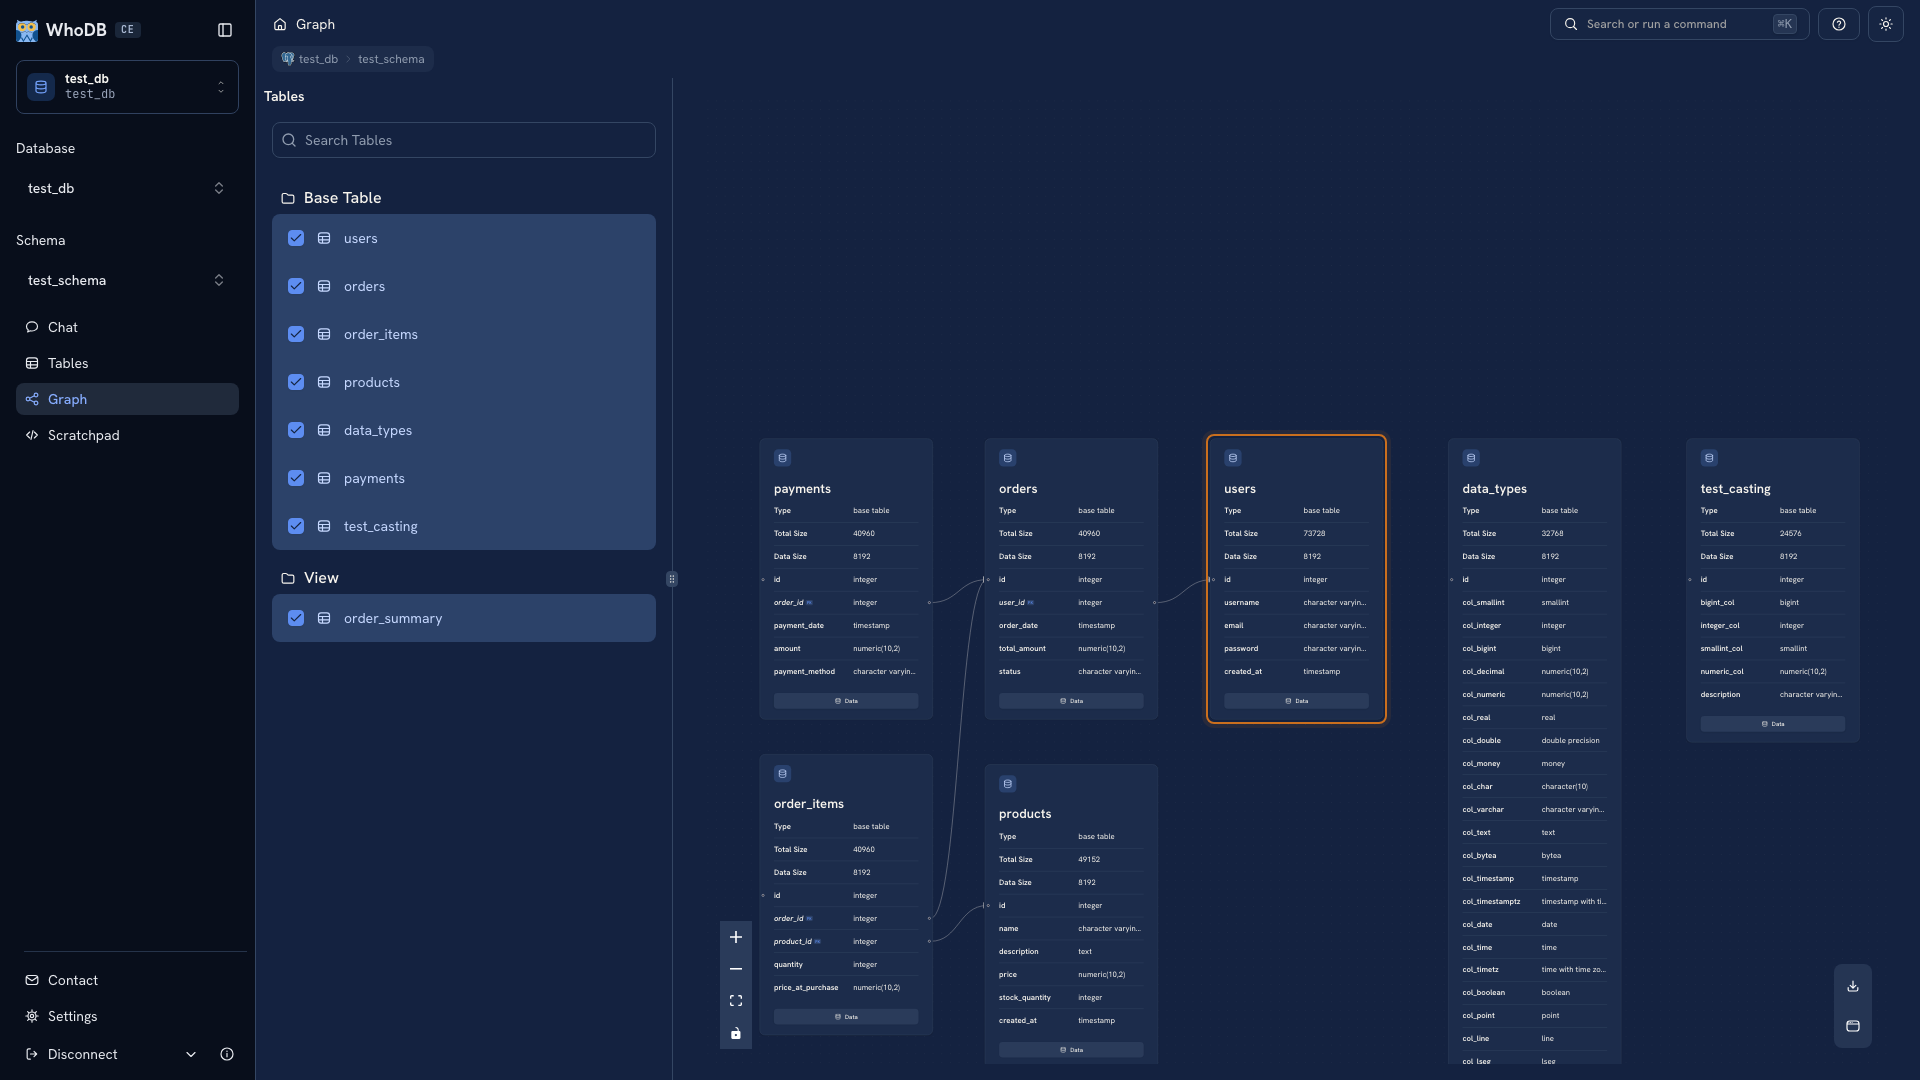 WhoDB CE
test_db
test_db
Database
test_db
Schema
test_schema
Chat
Tables
Graph
Scratchpad
Contact
Settings
Disconnect
Graph
test_db > test_schema
Search or run a command ⌘K
Tables
Search Tables
Base Table
users
orders
order_items
products
data_types
payments
test_casting
View
order_summary
payments
Type base table
Total Size 40960
Data Size 8192
id integer
order_id integer
payment_date timestamp
amount numeric(10,2)
payment_method character varyin...
Data
orders
Type base table
Total Size 40960
Data Size 8192
id integer
user_id integer
order_date timestamp
total_amount numeric(10,2)
status character varyin...
Data
users
Type base table
Total Size 73728
Data Size 8192
id integer
username character varyin...
email character varyin...
password character varyin...
created_at timestamp
Data
data_types
Type base table
Total Size 32768
Data Size 8192
id integer
col_smallint smallint
col_integer integer
col_bigint bigint
col_decimal numeric(10,2)
col_numeric numeric(10,2)
col_real real
col_double double precision
col_money money
col_char character(10)
col_varchar character varyin...
col_text text
col_bytea bytea
col_timestamp timestamp
col_timestamptz timestamp with ti...
col_date date
col_time time
col_timetz time with time zo...
col_boolean boolean
col_point point
col_line line
col_lseg lseg
test_casting
Type base table
Total Size 24576
Data Size 8192
id integer
bigint_col bigint
integer_col integer
smallint_col smallint
numeric_col numeric(10,2)
description character varyin...
Data
order_items
Type base table
Total Size 40960
Data Size 8192
id integer
order_id integer
product_id integer
quantity integer
price_at_purchase numeric(10,2)
Data
products
Type base table
Total Size 49152
Data Size 8192
id integer
name character varyin...
description text
price numeric(10,2)
stock_quantity integer
created_at timestamp
Data